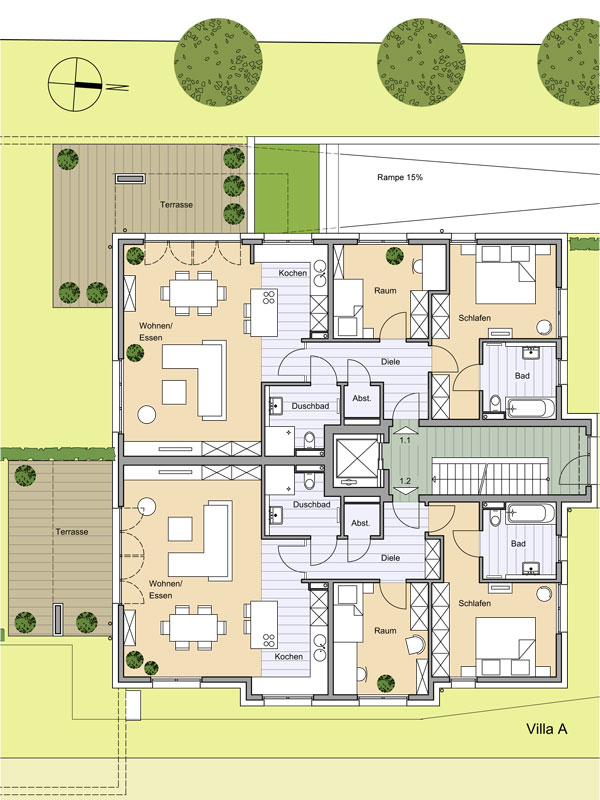 N
Rampe 15%
Terrasse
Kochen
Raum
Wohnen/
Essen
Schlafen
Diele
Bad
Abst.
Duschbad
1.1
1.2
Duschbad
Abst.
Terrasse
Bad
Diele
Wohnen/
Essen
Schlafen
Raum
Kochen
Villa A